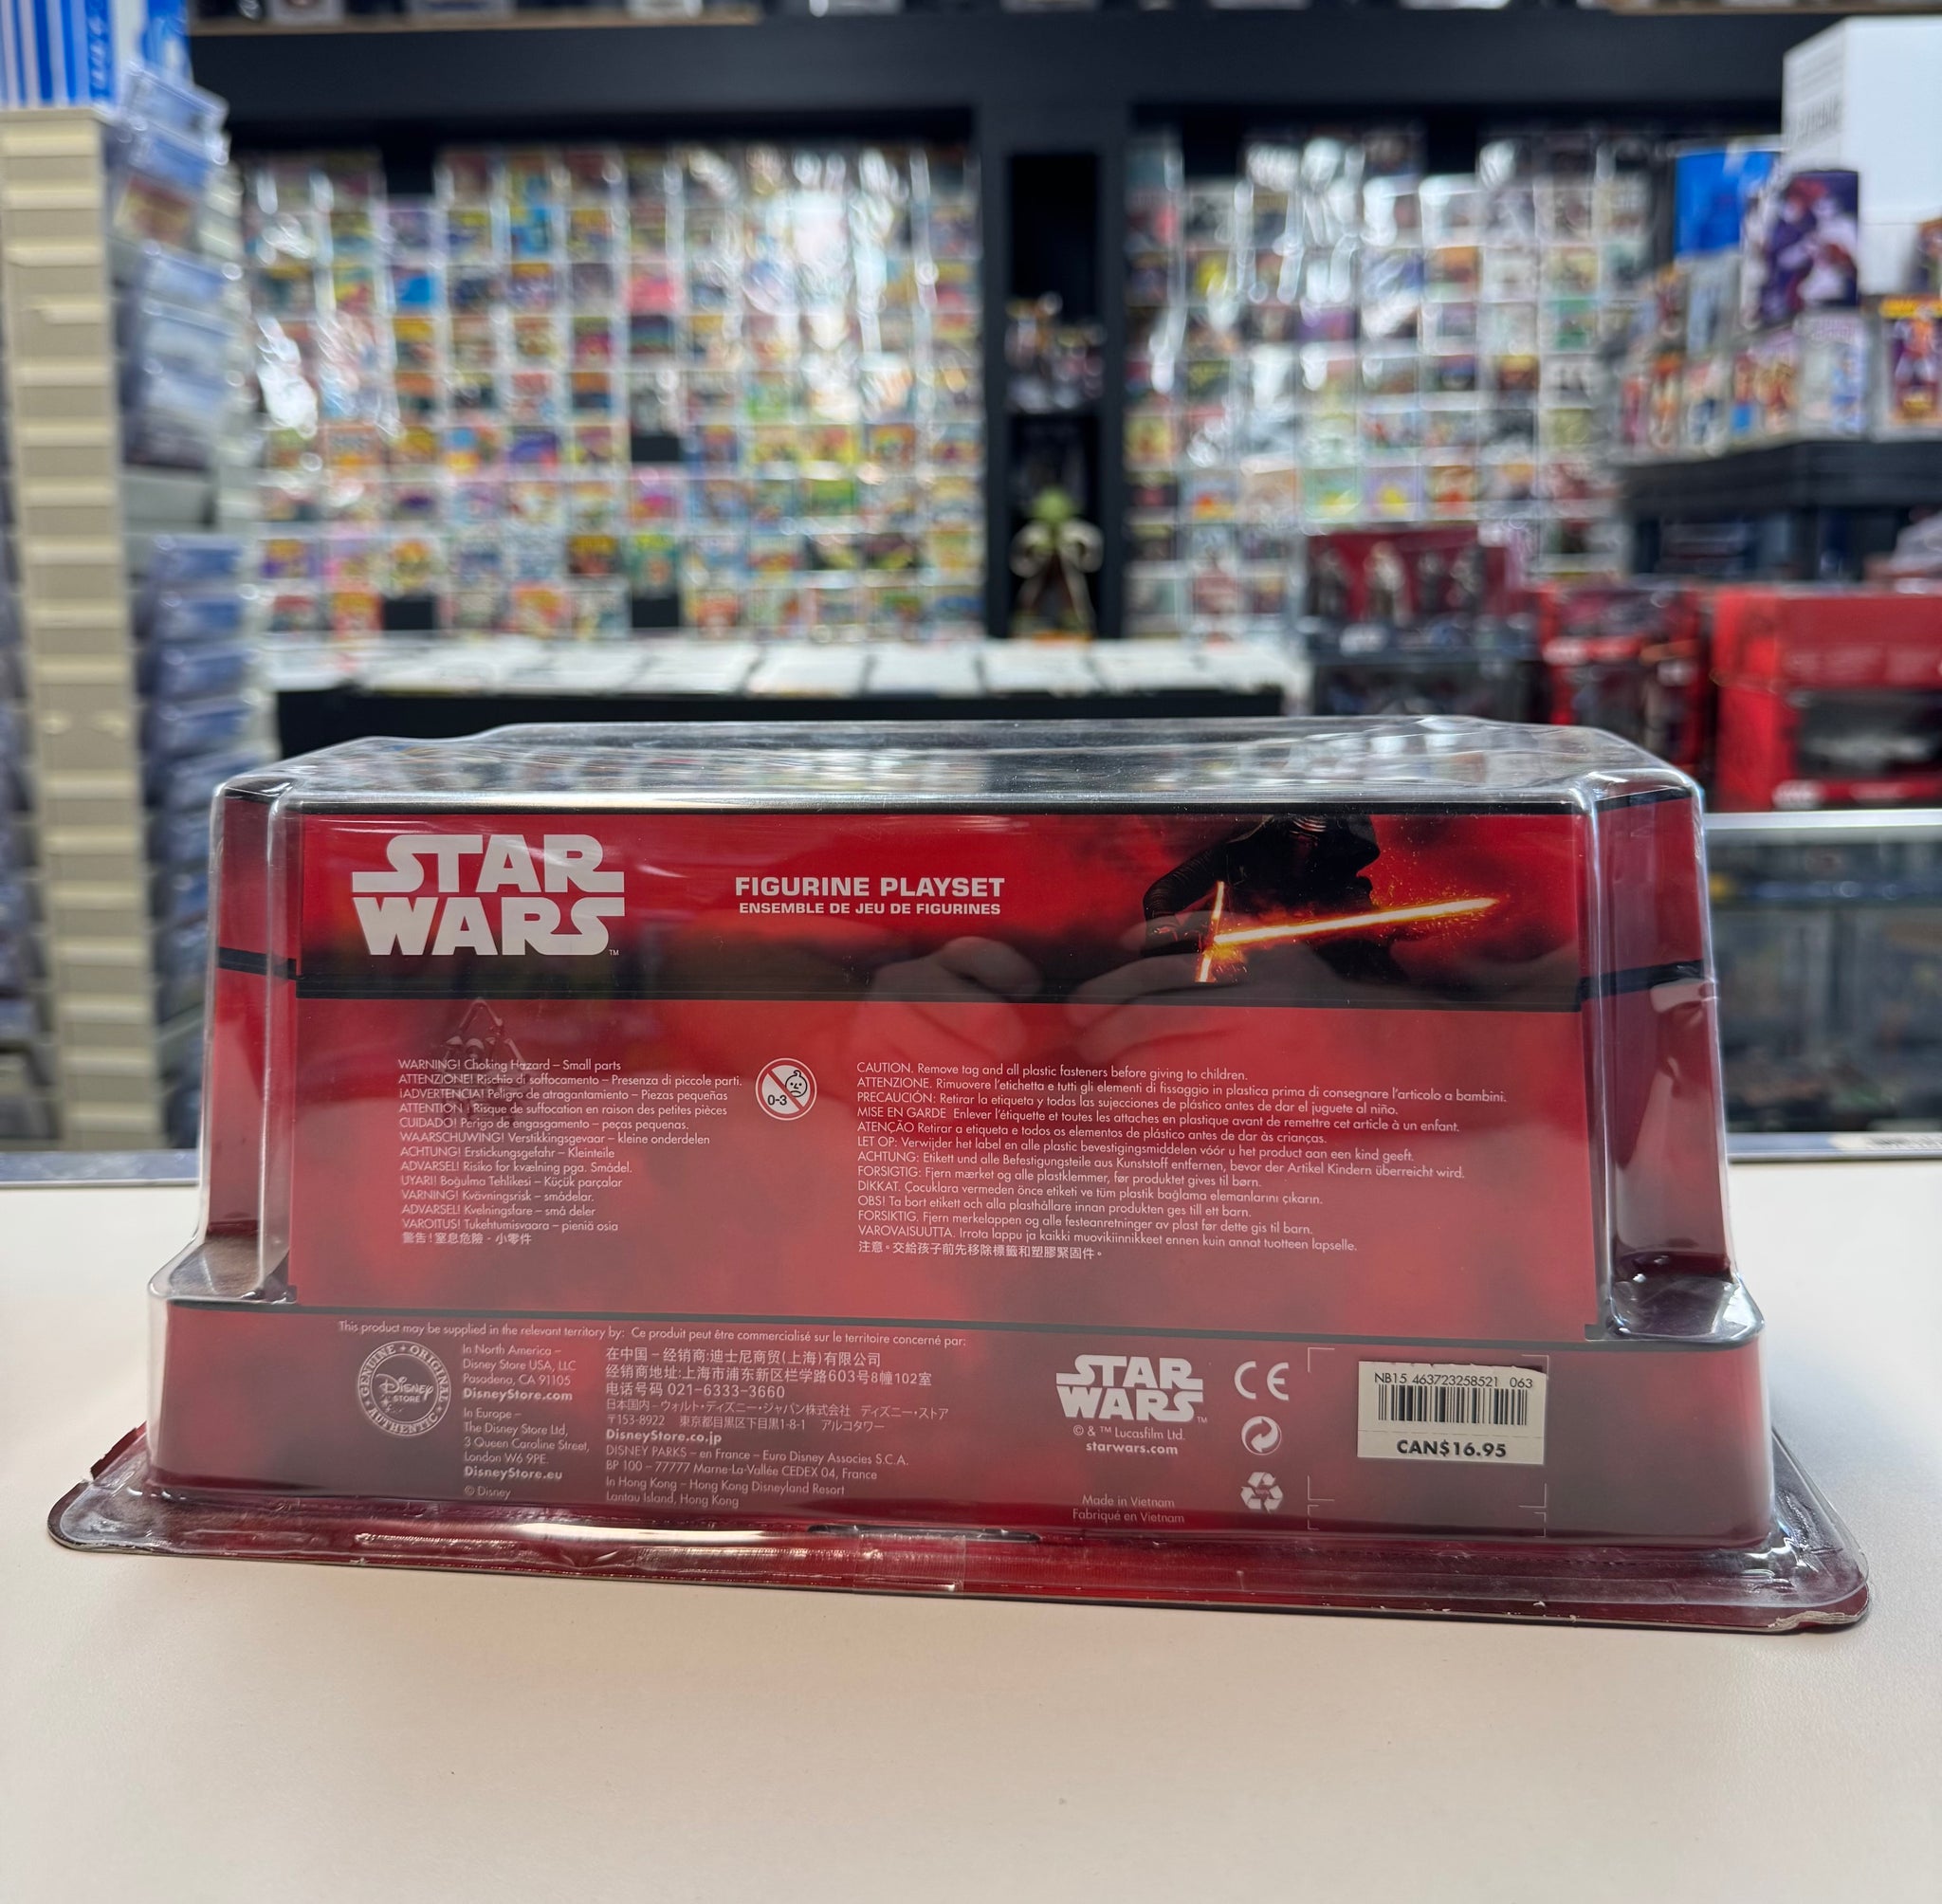 STAR
WARS
™
FIGURINE PLAYSET
ENSEMBLE DE JEU DE FIGURINES
WARNING! Choking Hazard – Small parts
ATTENZIONE! Rischio di soffocamento – Presenza di piccole parti.
¡ADVERTENCIA! Peligro de atragantamiento – Piezas pequeñas
ATTENTION ! Risque de suffocation en raison des petites pièces
CUIDADO! Perigo de engasgamento – peças pequenas.
WAARSCHUWING! Verstikkingsgevaar – kleine onderdelen
ACHTUNG! Erstickungsgefahr – Kleinteile
ADVARSEL! Risiko for kvælning pga. Smådel.
UYARI! Boğulma Tehlikesi – Küçük parçalar
VARNING! Kvävningsrisk – smådelar.
ADVARSEL! Kvelningsfare – små deler
VAROITUS! Tukehtumisvaara – pieniä osia
警告!窒息危險 - 小零件
0-3
CAUTION. Remove tag and all plastic fasteners before giving to children.
ATTENZIONE. Rimuovere l'etichetta e tutti gli elementi di fissaggio in plastica prima di consegnare l'articolo a bambini.
PRECAUCIÓN: Retirar la etiqueta y todas las sujecciones de plástico antes de dar el juguete al niño.
MISE EN GARDE Enlever l'étiquette et toutes les attaches en plastique avant de remettre cet article à un enfant.
ATENÇÃO Retirar a etiqueta e todos os elementos de plástico antes de dar às crianças.
LET OP: Verwijder het label en alle plastic bevestigingsmiddelen vóór u het product aan een kind geeft.
ACHTUNG: Etikett und alle Befestigungsteile aus Kunststoff entfernen, bevor der Artikel Kindern überreicht wird.
FORSIGTIG: Fjern mærket og alle plastklemmer, før produktet gives til børn.
DIKKAT. Çocuklara vermeden önce etiketi ve tüm plastik bağlama elemanlarını çıkarın.
OBS! Ta bort etikett och alla plasthållare innan produkten ges till ett barn.
FORSIKTIG. Fjern merkelappen og alle festeanretninger av plast før dette gis til barn.
VAROVAISUUTTA. Irrota lappu ja kaikki muovikiinnikkeet ennen kuin annat tuotteen lapselle.
注意。交給孩子前先移除標籤和塑膠緊固件。
This product may be supplied in the relevant territory by: Ce produit peut être commercialisé sur le territoire concerné par:
GENUINE • ORIGINAL
Disney
STORE
AUTHENTIC
In North America –
Disney Store USA, LLC
Pasadena, CA 91105
DisneyStore.com
In Europe –
The Disney Store Ltd,
3 Queen Caroline Street,
London W6 9PE.
DisneyStore.eu
© Disney
在中国 - 经销商:迪士尼商贸(上海)有限公司
经销商地址:上海市浦东新区栏学路603号8幢102室
电话号码 021-6333-3660
日本国内 - ウォルト・ディズニー・ジャパン株式会社 ディズニー・ストア
〒153-8922 東京都目黒区下目黒1-8-1 アルコタワー
DisneyStore.co.jp
DISNEY PARKS – en France – Euro Disney Associes S.C.A.
BP 100 – 77777 Marne-La-Vallée CEDEX 04, France
In Hong Kong – Hong Kong Disneyland Resort
Lantau Island, Hong Kong
STAR
WARS
™
© & ™ Lucasfilm Ltd.
starwars.com
Made in Vietnam
Fabriqué en Vietnam
CE
NB15 463723258521 063
CAN$16.95